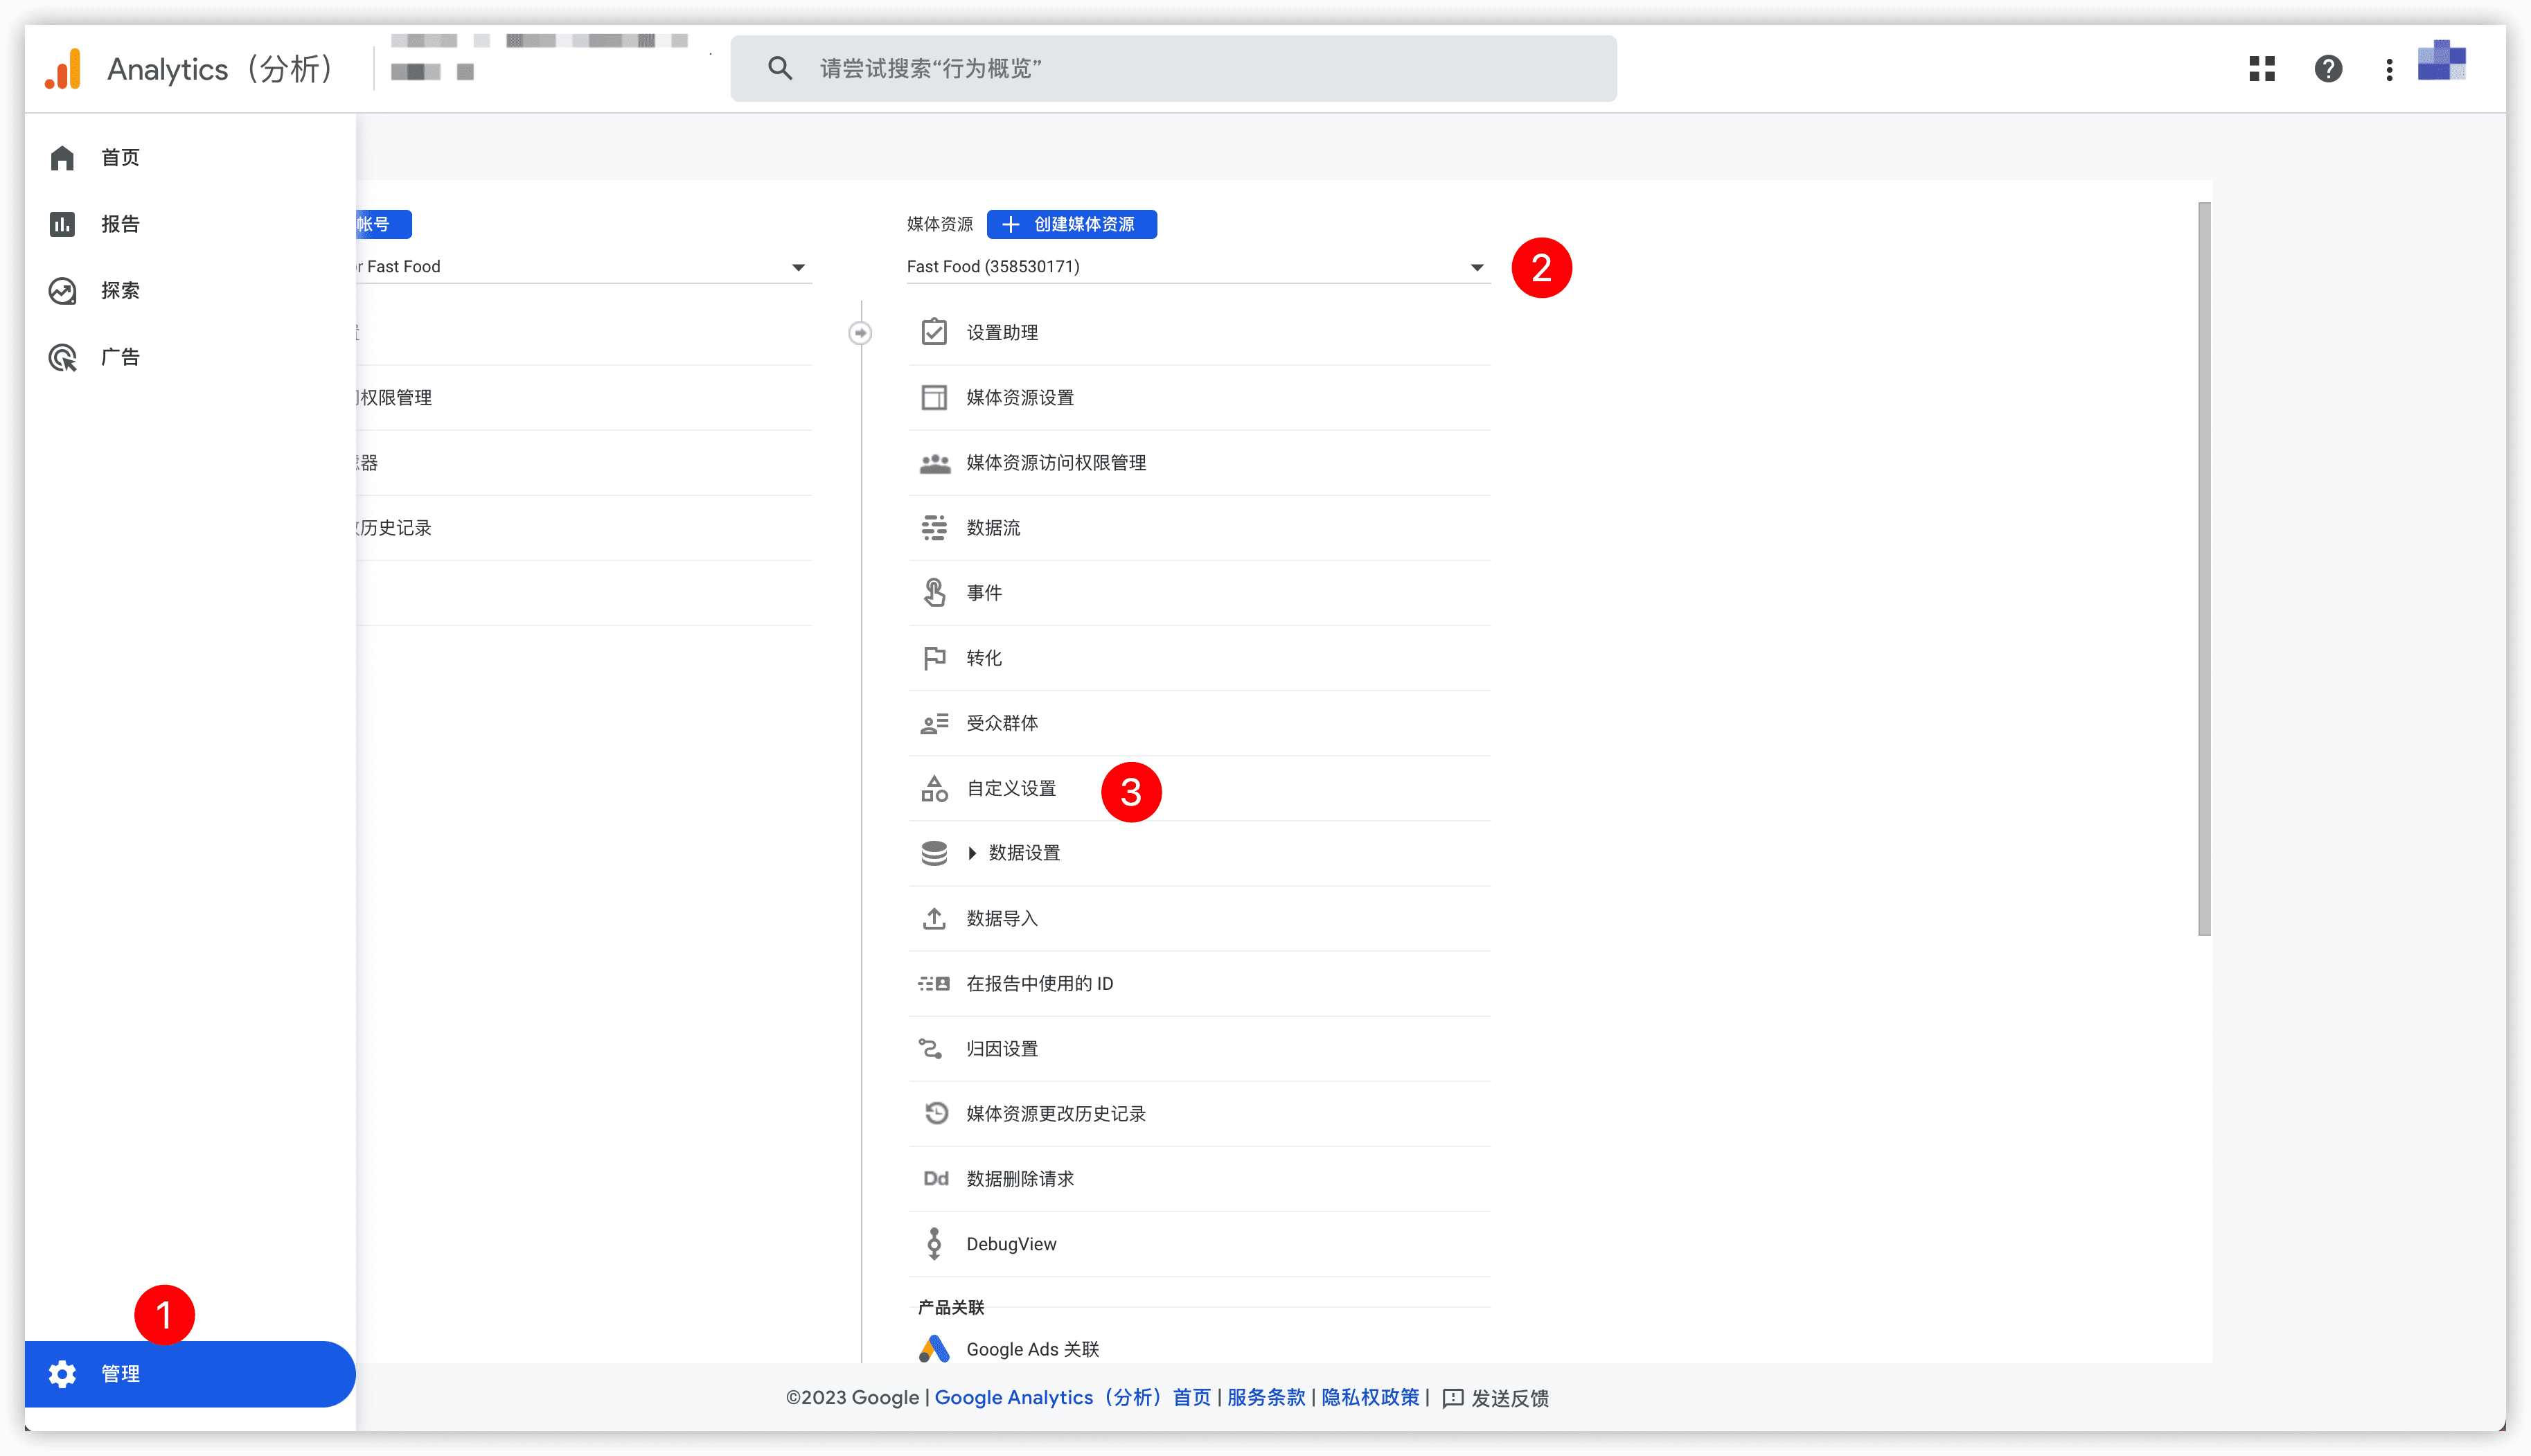 Analytics（分析）
请尝试搜索“行为概览”
首页
报告
探索
广告
1
管理
帐号
r Fast Food
权限管理
器
历史记录
媒体资源
创建媒体资源
Fast Food (358530171)
2
设置助理
媒体资源设置
媒体资源访问权限管理
数据流
事件
转化
受众群体
自定义设置
3
数据设置
数据导入
在报告中使用的 ID
归因设置
媒体资源更改历史记录
Dd 数据删除请求
DebugView
产品关联
Google Ads 关联
©2023 Google | Google Analytics（分析）首页 | 服务条款 | 隐私权政策 | 发送反馈